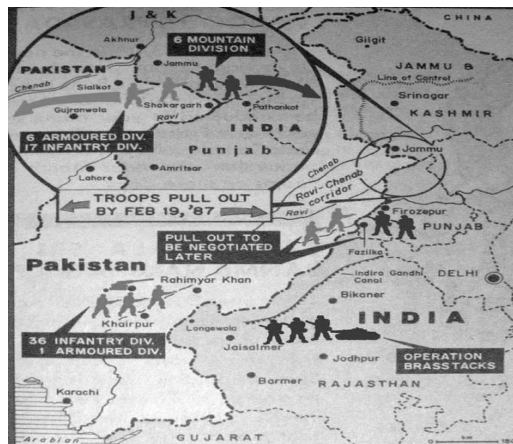 J & K
CHINA
Akhnur
6 MOUNTAIN
DIVISION
Gilgit
Jammu
PAKISTAN
JAMMU &
Chenab
Sialkot
Line of Control
Srinagar
Shakargarh
Pathankot
KASHMIR
Gujranwala
Ravi
INDIA
6 ARMOURED DIV.
17 INFANTRY DIV.
Punjab
Jammu
Lahore
Amritsar
Chenab
Ravi-Chenab
corridor
TROOPS PULL OUT
BY FEB 19, '87
Ravi
Firozepur
PUNJAB
PULL OUT TO
BE NEGOTIATED
LATER
Fazilka
Pakistan
Rahimyar Khan
Indira Gandhi
Canal
DELHI
Bikaner
Khairpur
INDIA
36 INFANTRY DIV.
1 ARMOURED DIV.
Longewala
Jaisalmer
Jodhpur
OPERATION
BRASSTACKS
Karachi
Barmer
RAJASTHAN
Arabian
GUJARAT